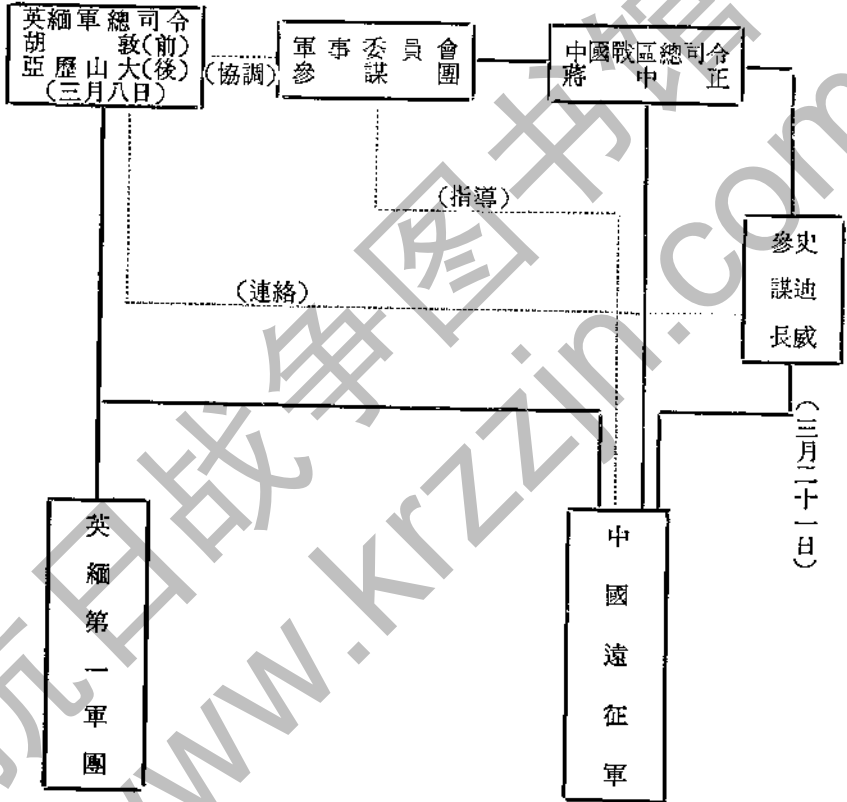 英緬軍總司令
胡敦(前)
亞歷山大(後)
(三月八日)
(協調)
軍事委員會
參謀團
中國戰區總司令
蔣中正
(指導)
(連絡)
史迪威
參謀長
(三月二十一日)
英緬第一軍團
中國遠征軍
抗日战争图书馆
www.krzzjn.com